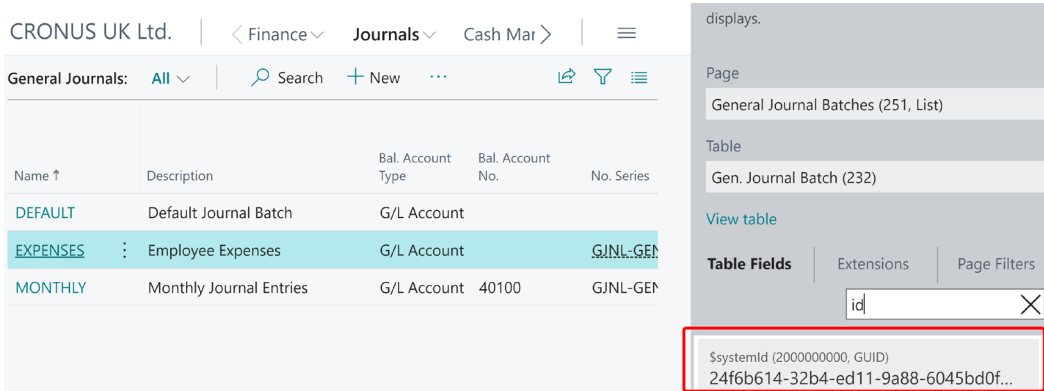 CRONUS UK Ltd.
Finance
Journals
Cash Mar
General Journals:
All
Search
New
...
Name ↑
Description
Bal. Account
Type
Bal. Account
No.
No. Series
DEFAULT
Default Journal Batch
G/L Account
EXPENSES
Employee Expenses
G/L Account
GJNL-GEN
MONTHLY
Monthly Journal Entries
G/L Account
40100
GJNL-GEN
displays.
Page
General Journal Batches (251, List)
Table
Gen. Journal Batch (232)
View table
Table Fields
Extensions
Page Filters
id
$systemId (2000000000, GUID)
24f6b614-32b4-ed11-9a88-6045bd0f...